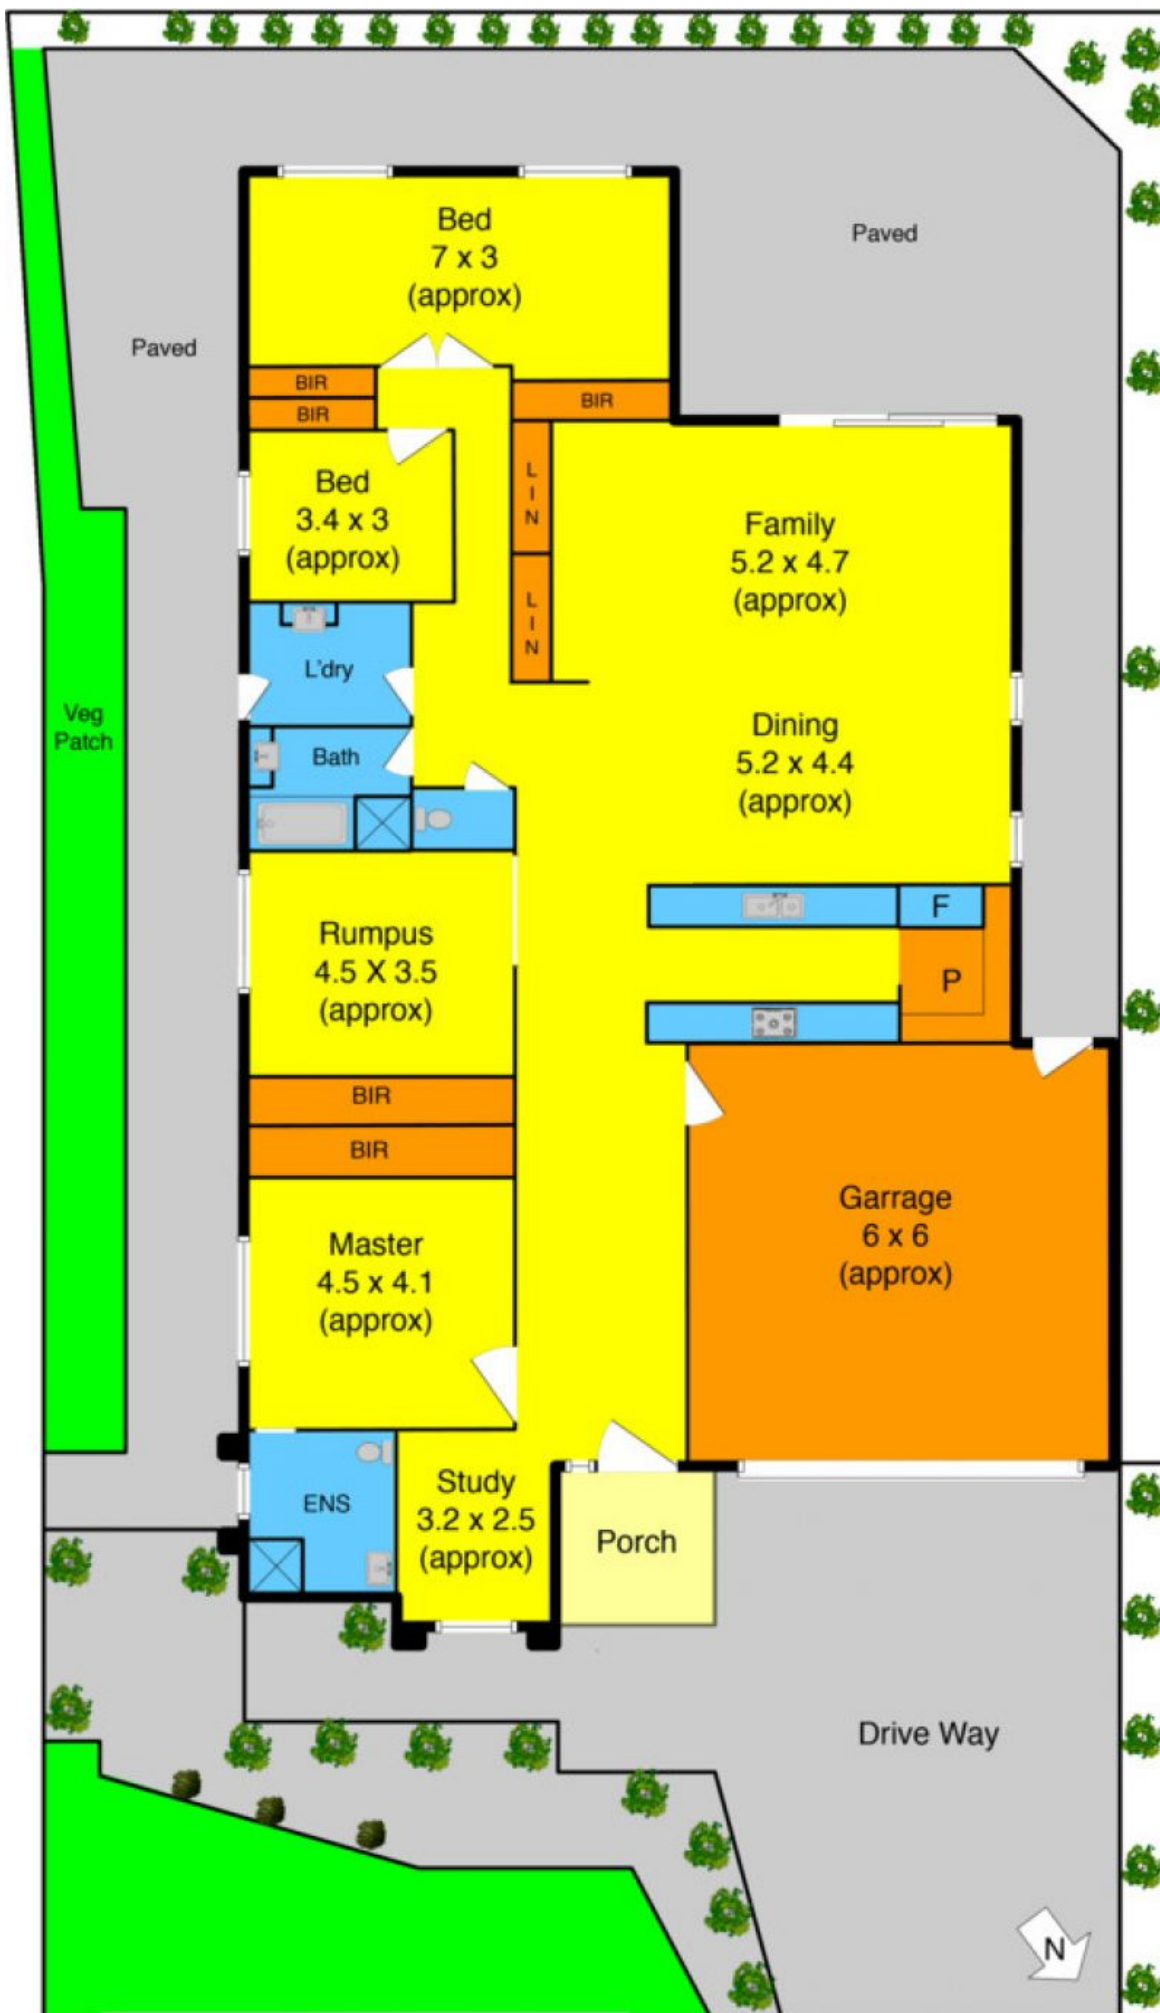 Bed
7 x 3
(approx)
Paved
Paved
BIR
BIR
BIR
Bed
3.4 x 3
(approx)
LIN
LIN
Family
5.2 x 4.7
(approx)
L'dry
Veg
Patch
Bath
Dining
5.2 x 4.4
(approx)
F
Rumpus
4.5 X 3.5
(approx)
P
BIR
BIR
Garrage
6 x 6
(approx)
Master
4.5 x 4.1
(approx)
ENS
Study
3.2 x 2.5
(approx)
Porch
Drive Way
N